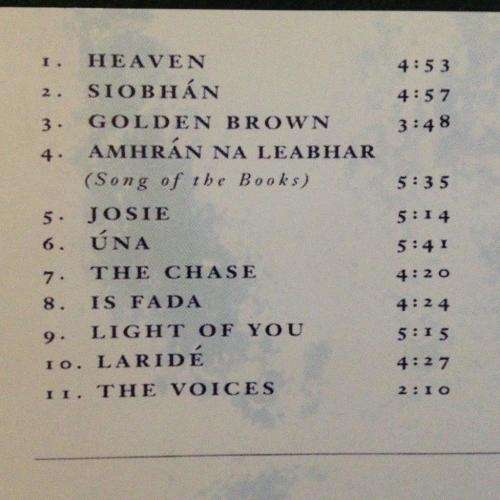 1. HEAVEN 4:53
2. SIOBHÁN 4:57
3. GOLDEN BROWN 3:48
4. AMHRÁN NA LEABHAR
(Song of the Books) 5:35
5. JOSIE 5:14
6. ÚNA 5:41
7. THE CHASE 4:20
8. IS FADA 4:24
9. LIGHT OF YOU 5:15
10. LARIDÉ 4:27
11. THE VOICES 2:10